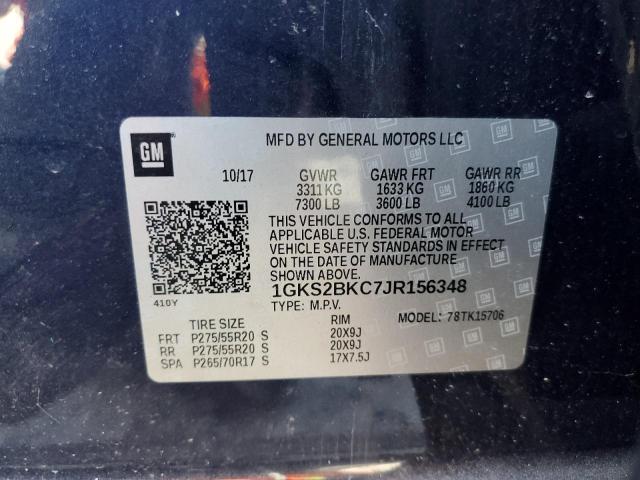 GM
MFD BY GENERAL MOTORS LLC
10/17 GVWR GAWR FRT GAWR RR
3311 KG 1633 KG 1860 KG
7300 LB 3600 LB 4100 LB
THIS VEHICLE CONFORMS TO ALL
APPLICABLE U.S. FEDERAL MOTOR
VEHICLE SAFETY STANDARDS IN EFFECT
ON THE DATE OF MANUFACTURE
SHOWN ABOVE.
410Y
1GKS2BKC7JR156348
TYPE: M.P.V. MODEL: 78TK15706
TIRE SIZE RIM
FRT P275/55R20 S 20X9J
RR P275/55R20 S 20X9J
SPA P265/70R17 S 17X7.5J